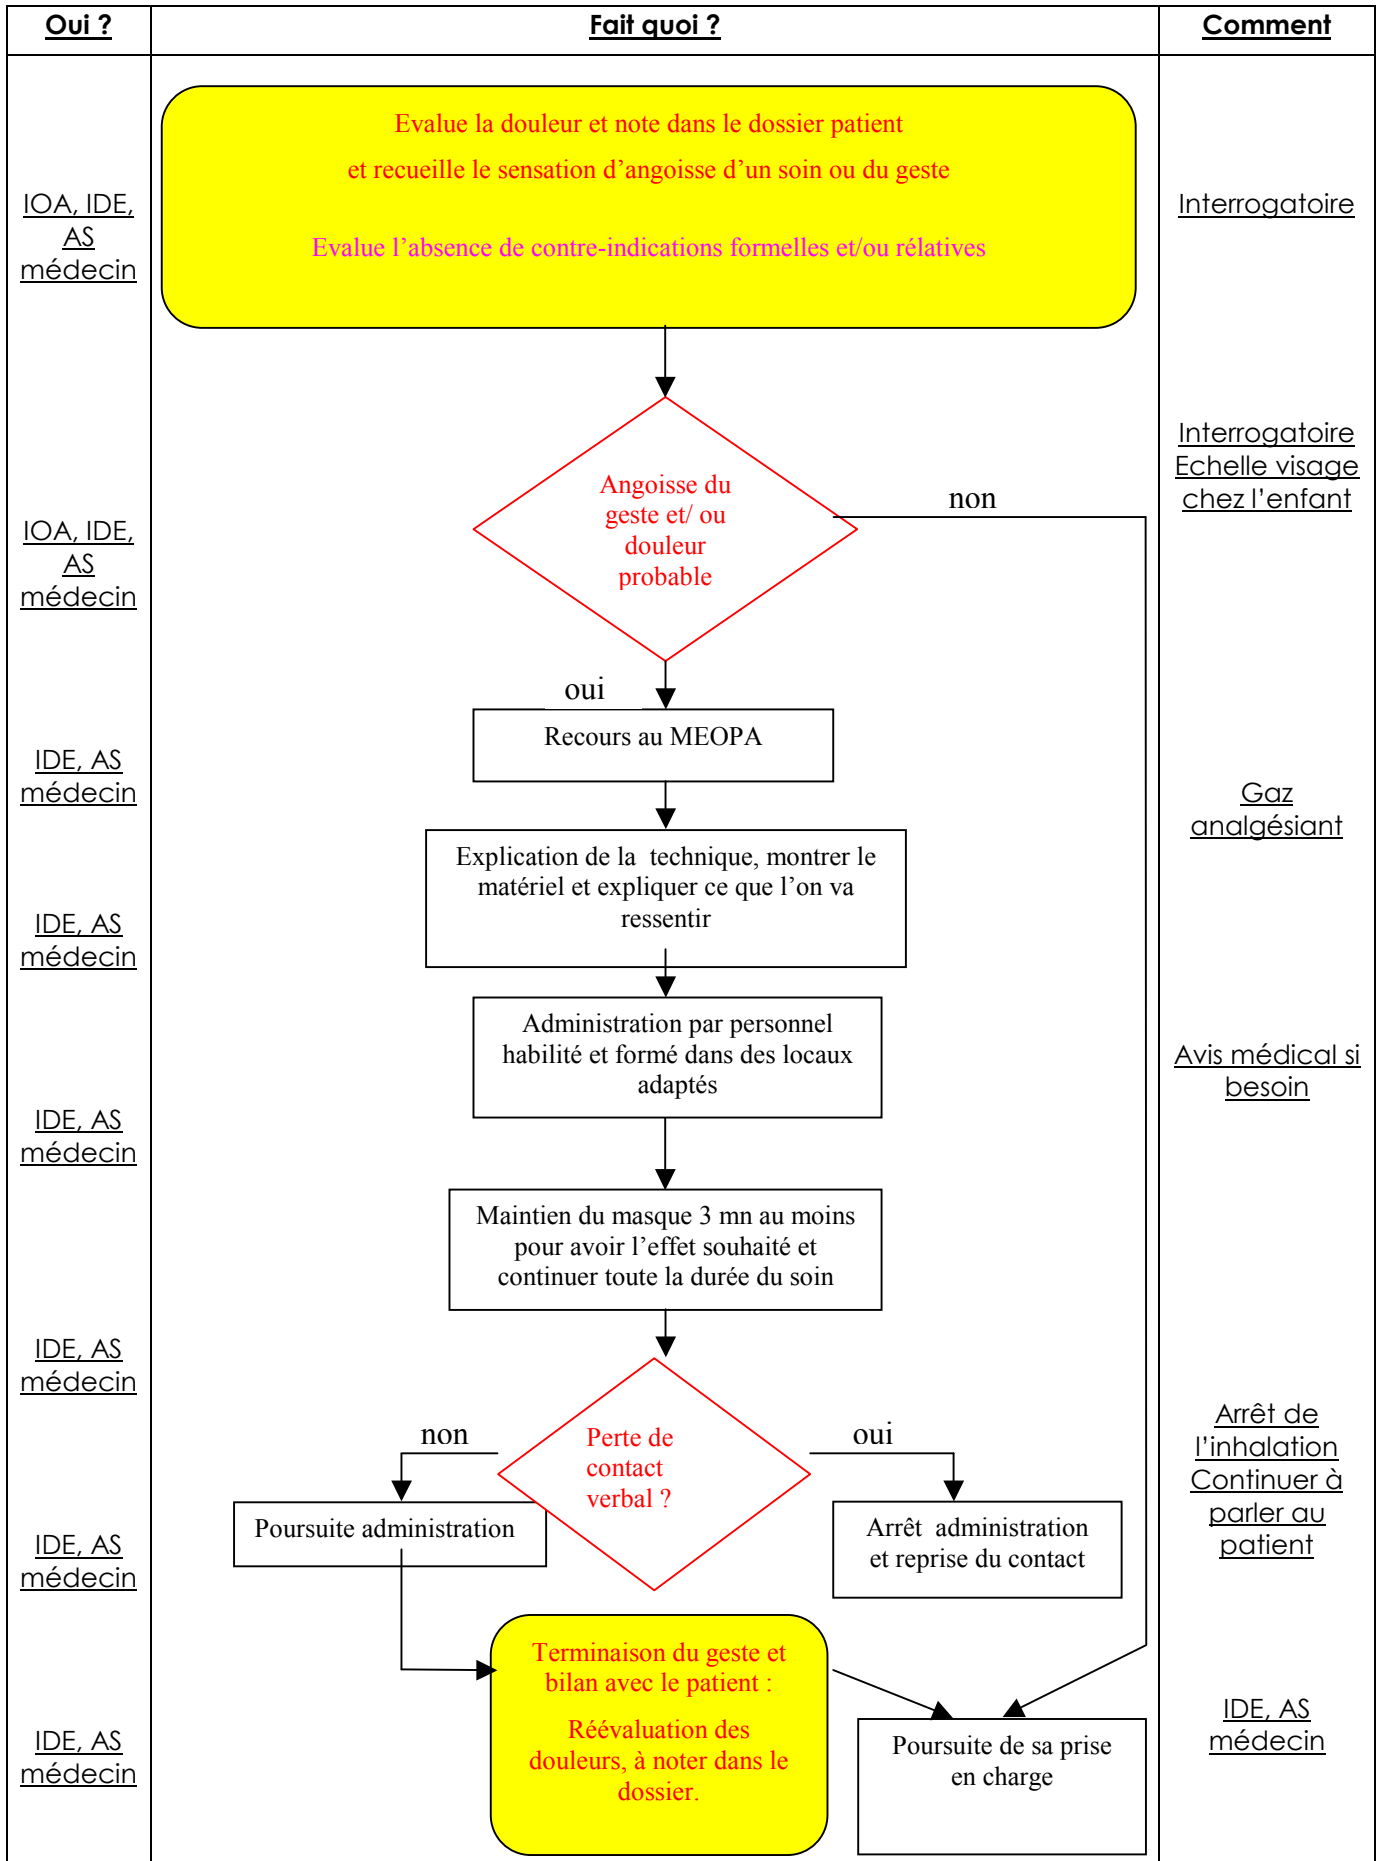 Oui ?
Fait quoi ?
Comment
Evalue la douleur et note dans le dossier patient
et recueille le sensation d’angoisse d’un soin ou du geste
Evalue l’absence de contre-indications formelles et/ou rélatives
IOA, IDE,
AS
médecin
Interrogatoire
Angoisse du
geste et/ ou
douleur
probable
non
oui
IOA, IDE,
AS
médecin
Interrogatoire
Echelle visage
chez l’enfant
Recours au MEOPA
IDE, AS
médecin
Gaz
analgésiant
Explication de la  technique, montrer le
matériel et expliquer ce que l’on va
ressentir
IDE, AS
médecin
Administration par personnel
habilité et formé dans des locaux
adaptés
Avis médical si
besoin
IDE, AS
médecin
Maintien du masque 3 mn au moins
pour avoir l’effet souhaité et
continuer toute la durée du soin
IDE, AS
médecin
non
Perte de
contact
verbal ?
oui
Arrêt de
l’inhalation
Continuer à
parler au
patient
Poursuite administration
Arrêt  administration
et reprise du contact
IDE, AS
médecin
Terminaison du geste et
bilan avec le patient :
Réévaluation des
douleurs, à noter dans le
dossier.
Poursuite de sa prise
en charge
IDE, AS
médecin
IDE, AS
médecin